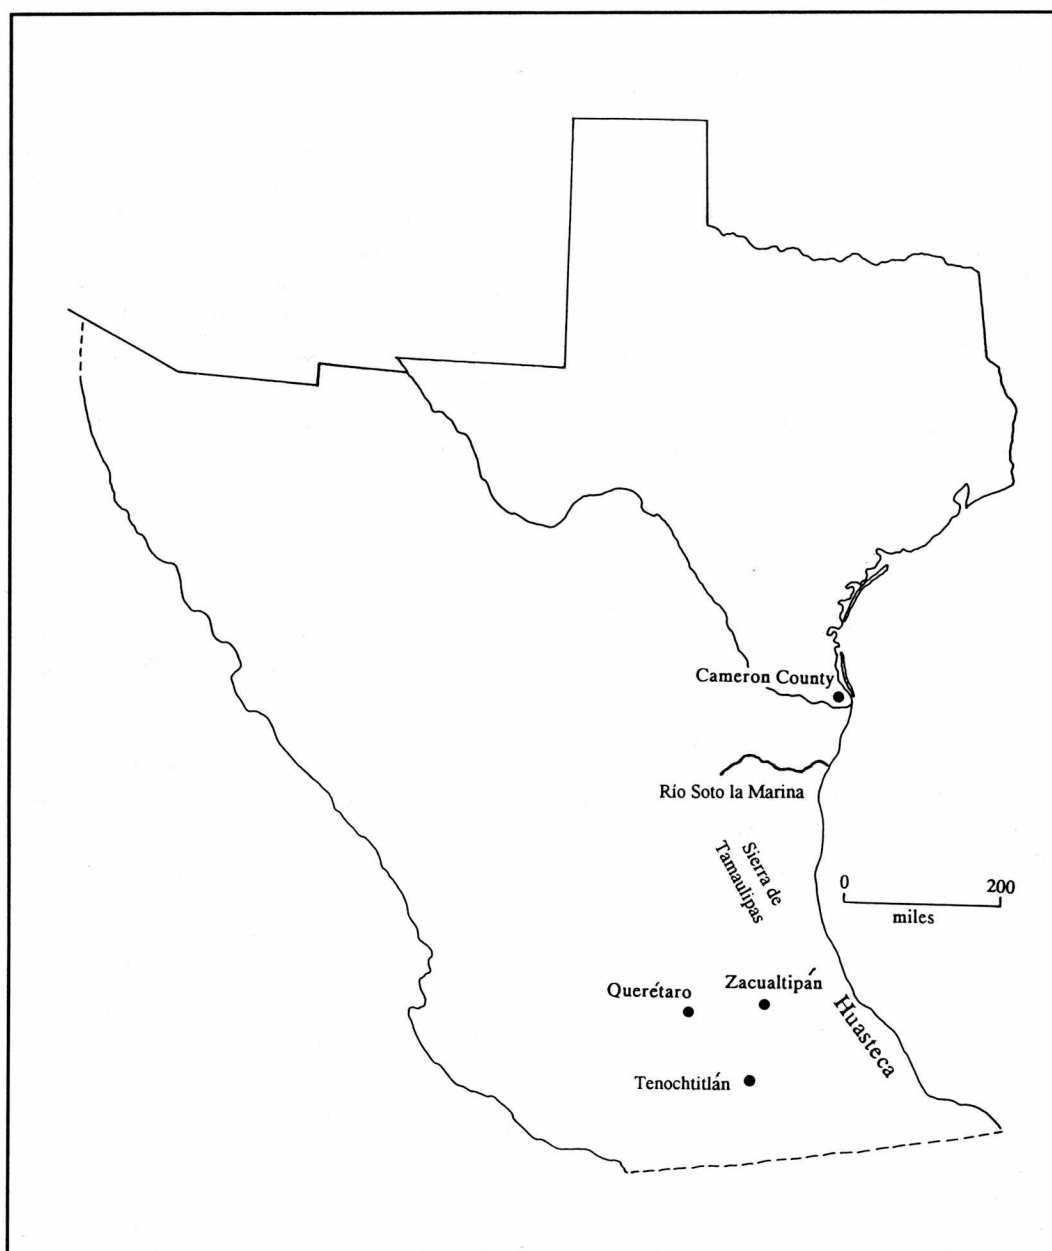 Cameron County
Río Soto la Marina
Sierra de
Tamaulipas
0 200
miles
Querétaro
Zacualtipán
Huasteca
Tenochtitlán